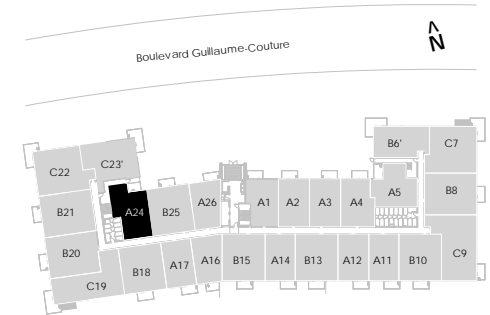 Boulevard Guillaume-Couture
N
B6'
C7
C23'
C22
A5
B8
A24
B25
A26
A1
A2
A3
A4
B21
B20
C19
B18
A17
A16
B15
A14
B13
A12
A11
B10
C9